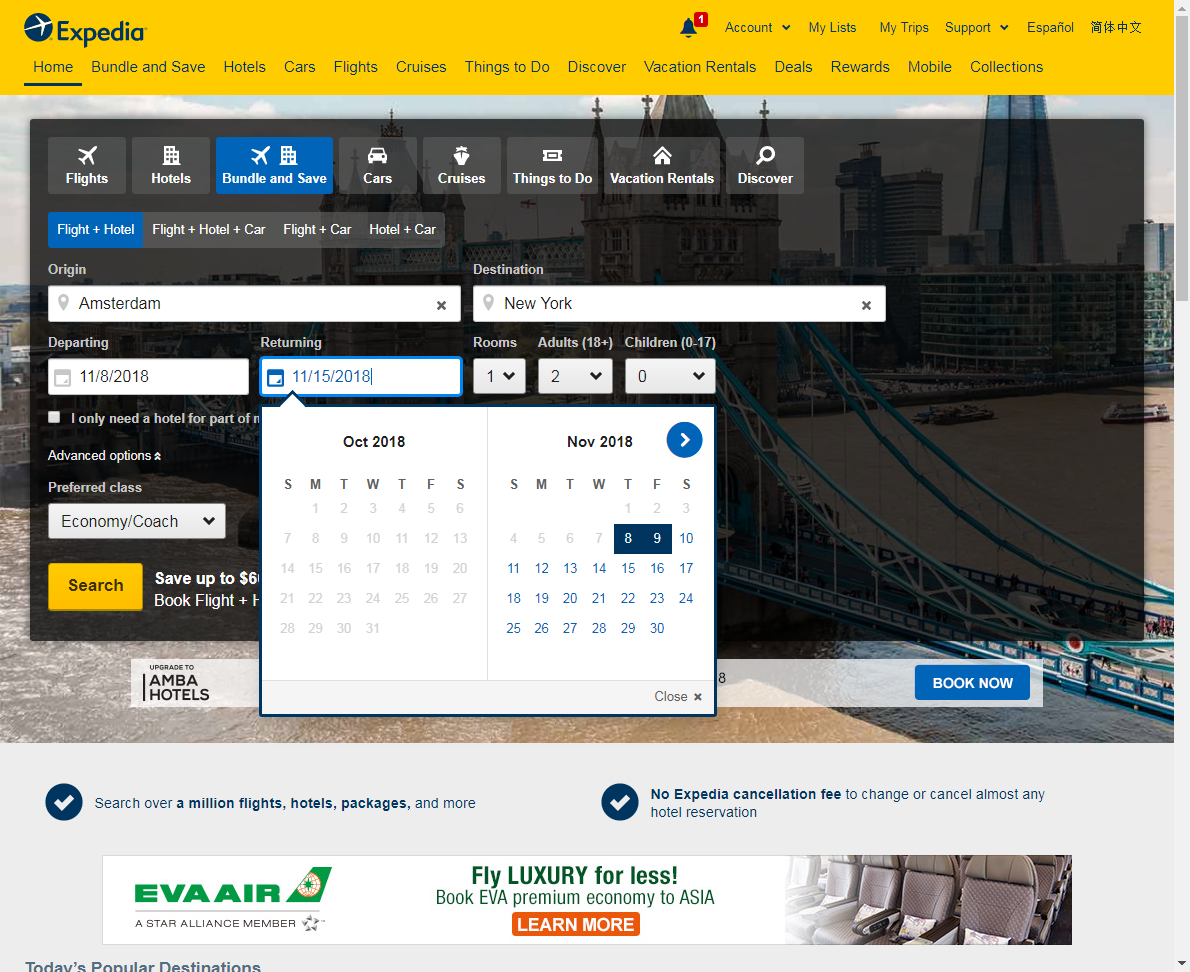 Expedia
1
Account My Lists My Trips Support Español 简体中文
Home Bundle and Save Hotels Cars Flights Cruises Things to Do Discover Vacation Rentals Deals Rewards Mobile Collections
Flights Hotels Bundle and Save Cars Cruises Things to Do Vacation Rentals Discover
Flight + Hotel Flight + Hotel + Car Flight + Car Hotel + Car
Origin Destination
Amsterdam New York
Departing Returning Rooms Adults (18+) Children (0-17)
11/8/2018 11/15/2018 1 2 0
I only need a hotel for part of
Advanced options
Preferred class
Economy/Coach
Search
Save up to $6
Book Flight + H
Oct 2018
S M T W T F S
1 2 3 4 5 6
7 8 9 10 11 12 13
14 15 16 17 18 19 20
21 22 23 24 25 26 27
28 29 30 31
Nov 2018
S M T W T F S
1 2 3
4 5 6 7 8 9 10
11 12 13 14 15 16 17
18 19 20 21 22 23 24
25 26 27 28 29 30
Close
UPGRADE TO
AMBA
HOTELS
8
BOOK NOW
Search over a million flights, hotels, packages, and more
No Expedia cancellation fee to change or cancel almost any
hotel reservation
EVA AIR
A STAR ALLIANCE MEMBER
Fly LUXURY for less!
Book EVA premium economy to ASIA
LEARN MORE
Today's Popular Destinations